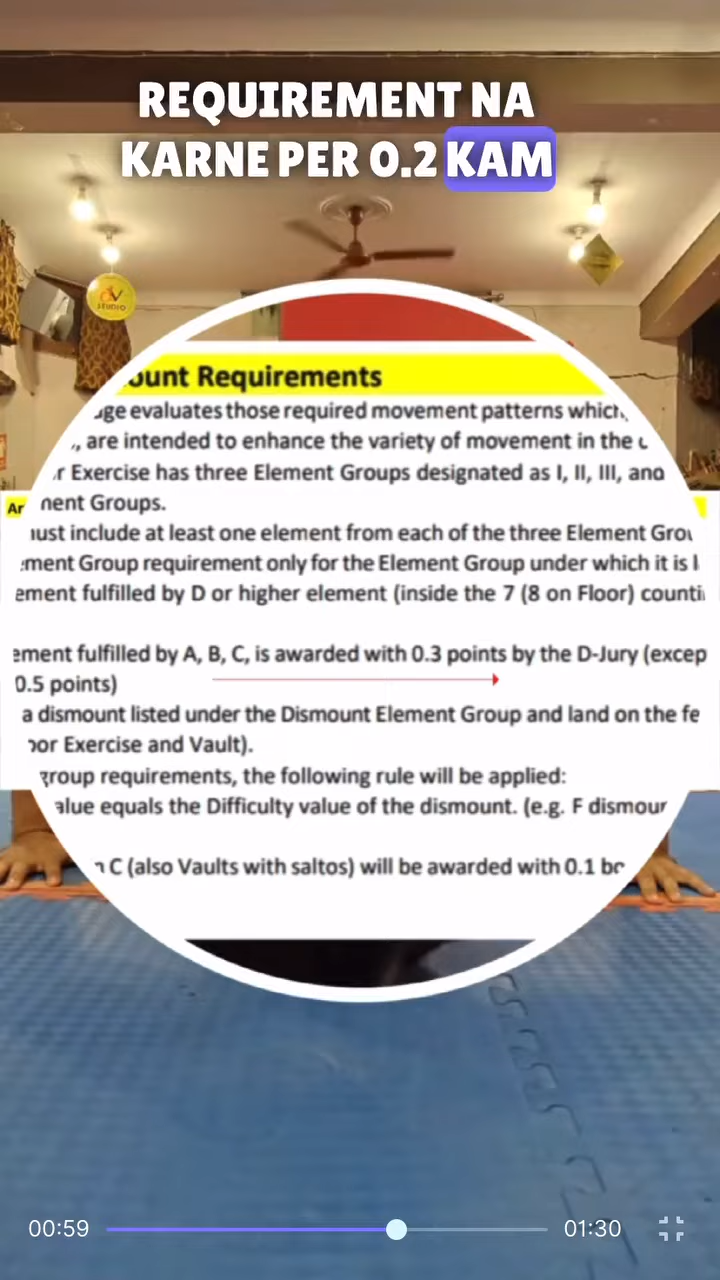 REQUIREMENT NA
KARNE PER 0.2 KAM
STUDIO
ount Requirements
age evaluates those required movement patterns which
, are intended to enhance the variety of movement in the
r Exercise has three Element Groups designated as I, II, III, and
Ar
ment Groups.
ust include at least one element from each of the three Element Grou
ment Group requirement only for the Element Group under which it is l
ement fulfilled by D or higher element (inside the 7 (8 on Floor) counti
ement fulfilled by A, B, C, is awarded with 0.3 points by the D-Jury (excep
0.5 points)
a dismount listed under the Dismount Element Group and land on the fe
oor Exercise and Vault).
group requirements, the following rule will be applied:
alue equals the Difficulty value of the dismount. (e.g. F dismour
n C (also Vaults with saltos) will be awarded with 0.1 bo
00:59
01:30